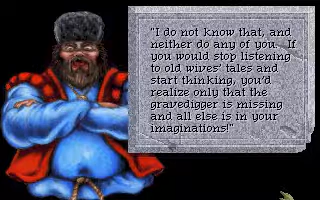 "I do not know that, and
neither do any of you.  If
you would stop listening
to old wives' tales and
start thinking, you'd
realize only that the
gravedigger is missing
and all else is in your
imaginations!"